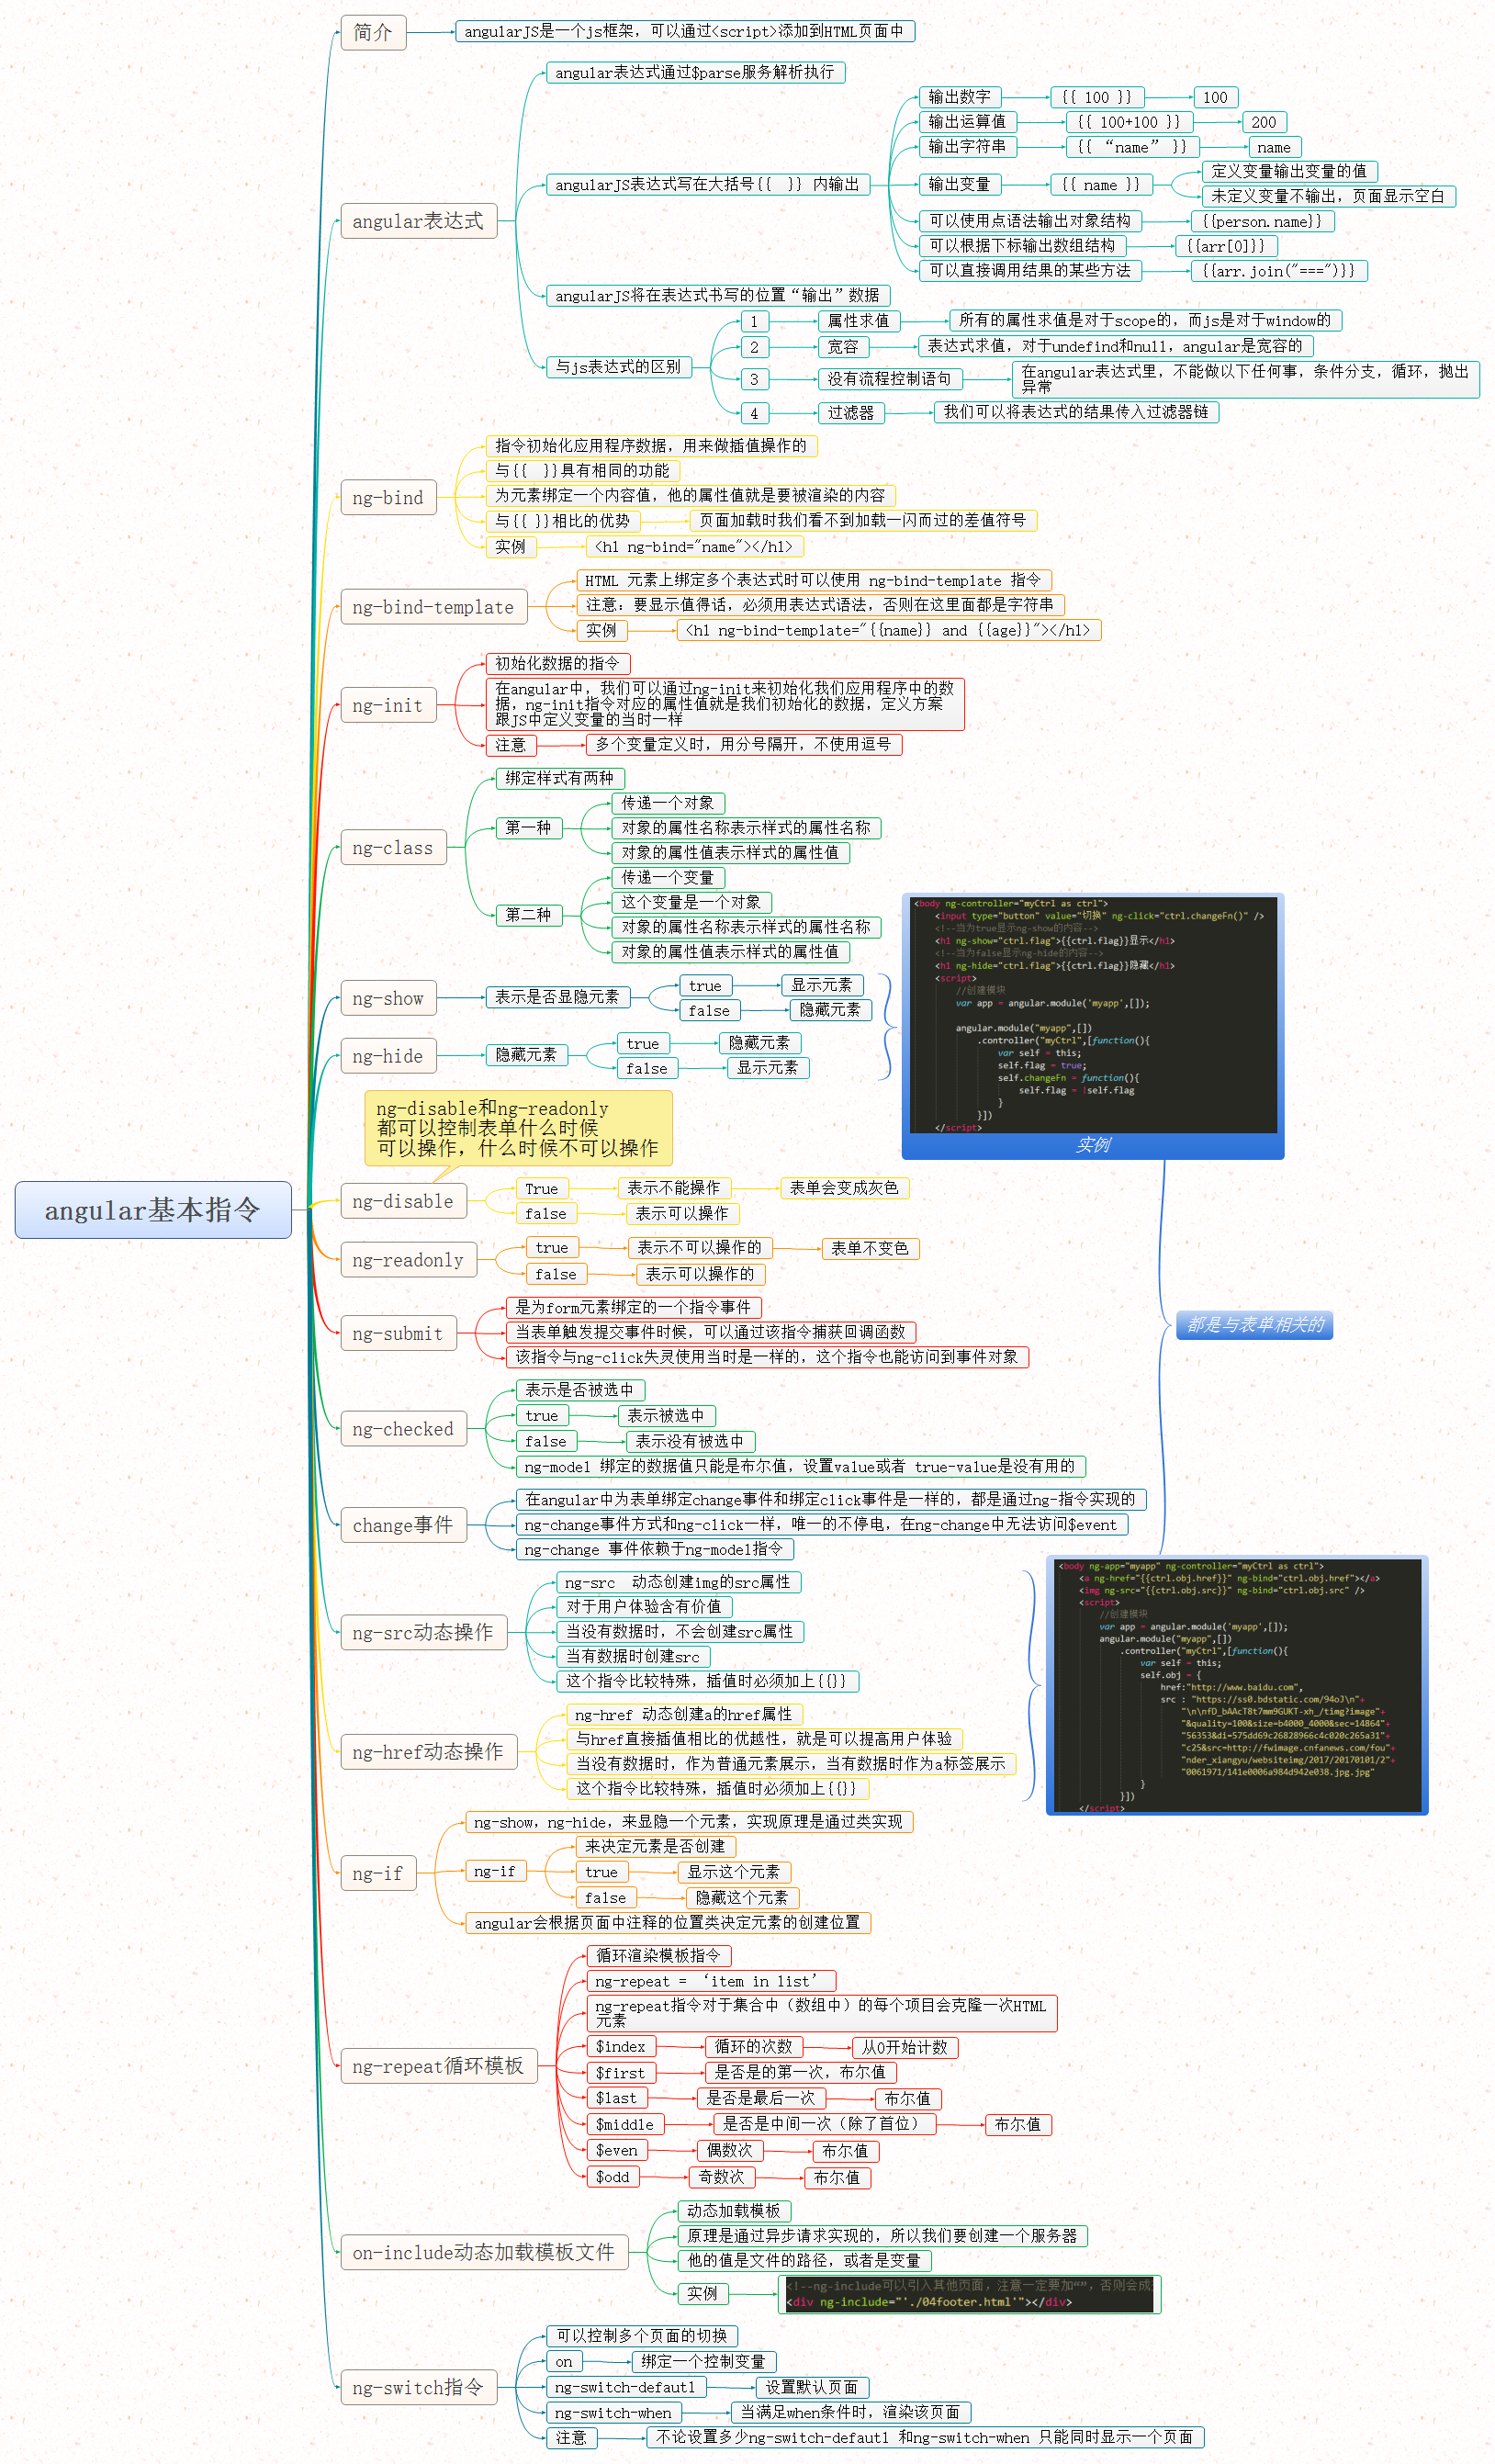 angular基本指令
简介
angularJS是一个js框架，可以通过<script>添加到HTML页面中
angular表达式
angular表达式通过$parse服务解析执行
angularJS表达式写在大括号{{  }} 内输出
输出数字
{{ 100 }}
100
输出运算值
{{ 100+100 }}
200
输出字符串
{{ “name” }}
name
输出变量
{{ name }}
定义变量输出变量的值
未定义变量不输出，页面显示空白
可以使用点语法输出对象结构
{{person.name}}
可以根据下标输出数组结构
{{arr[0]}}
可以直接调用结果的某些方法
{{arr.join("===")}}
angularJS将在表达式书写的位置“输出”数据
与js表达式的区别
1
属性求值
所有的属性求值是对于scope的，而js是对于window的
2
宽容
表达式求值，对于undefind和null，angular是宽容的
3
没有流程控制语句
在angular表达式里，不能做以下任何事，条件分支，循环，抛出
异常
4
过滤器
我们可以将表达式的结果传入过滤器链
ng-bind
指令初始化应用程序数据，用来做插值操作的
与{{  }}具有相同的功能
为元素绑定一个内容值，他的属性值就是要被渲染的内容
与{{ }}相比的优势
页面加载时我们看不到加载一闪而过的差值符号
实例
<h1 ng-bind="name"></h1>
ng-bind-template
HTML 元素上绑定多个表达式时可以使用 ng-bind-template 指令
注意：要显示值得话，必须用表达式语法，否则在这里面都是字符串
实例
<h1 ng-bind-template="{{name}} and {{age}}"></h1>
ng-init
初始化数据的指令
在angular中，我们可以通过ng-init来初始化我们应用程序中的数
据，ng-init指令对应的属性值就是我们初始化的数据，定义方案
跟JS中定义变量的当时一样
注意
多个变量定义时，用分号隔开，不使用逗号
ng-class
绑定样式有两种
第一种
传递一个对象
对象的属性名称表示样式的属性名称
对象的属性值表示样式的属性值
第二种
传递一个变量
这个变量是一个对象
对象的属性名称表示样式的属性名称
对象的属性值表示样式的属性值
ng-show
表示是否显隐元素
true
显示元素
false
隐藏元素
ng-hide
隐藏元素
true
隐藏元素
false
显示元素
<body ng-controller="myCtrl as ctrl">
<input type="button" value="切换" ng-click="ctrl.changeFn()" />
<!--当为true显示ng-show的内容-->
<h1 ng-show="ctrl.flag">{{ctrl.flag}}显示</h1>
<!--当为false显示ng-hide的内容-->
<h1 ng-hide="ctrl.flag">{{ctrl.flag}}隐藏</h1>
<script>
//创建模块
var app = angular.module('myapp',[]);
angular.module("myapp",[])
.controller("myCtrl",[function(){
var self = this;
self.flag = true;
self.changeFn = function(){
self.flag = !self.flag
}
}])
</script>
实例
ng-disable和ng-readonly
都可以控制表单什么时候
可以操作，什么时候不可以操作
ng-disable
True
表示不能操作
表单会变成灰色
false
表示可以操作
ng-readonly
true
表示不可以操作的
表单不变色
false
表示可以操作的
都是与表单相关的
ng-submit
是为form元素绑定的一个指令事件
当表单触发提交事件时候，可以通过该指令捕获回调函数
该指令与ng-click失灵使用当时是一样的，这个指令也能访问到事件对象
ng-checked
表示是否被选中
true
表示被选中
false
表示没有被选中
ng-model 绑定的数据值只能是布尔值，设置value或者 true-value是没有用的
change事件
在angular中为表单绑定change事件和绑定click事件是一样的，都是通过ng-指令实现的
ng-change事件方式和ng-click一样，唯一的不停电，在ng-change中无法访问$event
ng-change 事件依赖于ng-model指令
ng-src动态操作
ng-src  动态创建img的src属性
对于用户体验含有价值
当没有数据时，不会创建src属性
当有数据时创建src
这个指令比较特殊，插值时必须加上{{}}
ng-href动态操作
ng-href 动态创建a的href属性
与href直接插值相比的优越性，就是可以提高用户体验
当没有数据时，作为普通元素展示，当有数据时作为a标签展示
这个指令比较特殊，插值时必须加上{{}}
<body ng-app="myapp" ng-controller="myCtrl as ctrl">
<a ng-href="{{ctrl.obj.href}}" ng-bind="ctrl.obj.href"></a>
<img ng-src="{{ctrl.obj.src}}" ng-bind="ctrl.obj.src" />
<script>
//创建模块
var app = angular.module('myapp',[]);
angular.module("myapp",[])
.controller("myCtrl",[function(){
var self = this;
self.obj = {
href:"http://www.baidu.com",
src : "https://ss0.bdstatic.com/94oJ\n"+
"\n\nfD_bAAcT8t7mm9GUKT-xh_/timg?image"+
"&quality=100&size=b4000_4000&sec=14864"+
"56353&di=575dd69c26828966c4c020c265a31"+
"c25&src=http://fwimage.cnfanews.com/fou"+
"nder_xiangyu/websiteimg/2017/20170101/2"+
"0061971/141e0006a984d942e038.jpg.jpg"
}
}])
</script>
ng-if
ng-show，ng-hide，来显隐一个元素，实现原理是通过类实现
ng-if
来决定元素是否创建
true
显示这个元素
false
隐藏这个元素
angular会根据页面中注释的位置类决定元素的创建位置
ng-repeat循环模板
循环渲染模板指令
ng-repeat = ‘item in list’
ng-repeat指令对于集合中（数组中）的每个项目会克隆一次HTML
元素
$index
循环的次数
从0开始计数
$first
是否是的第一次，布尔值
$last
是否是最后一次
布尔值
$middle
是否是中间一次（除了首位）
布尔值
$even
偶数次
布尔值
$odd
奇数次
布尔值
on-include动态加载模板文件
动态加载模板
原理是通过异步请求实现的，所以我们要创建一个服务器
他的值是文件的路径，或者是变量
实例
<!--ng-include可以引入其他页面，注意一定要加“”，否则会成
<div ng-include="'./04footer.html'"></div>
ng-switch指令
可以控制多个页面的切换
on
绑定一个控制变量
ng-switch-defautl
设置默认页面
ng-switch-when
当满足when条件时，渲染该页面
注意
不论设置多少ng-switch-defautl 和ng-switch-when 只能同时显示一个页面